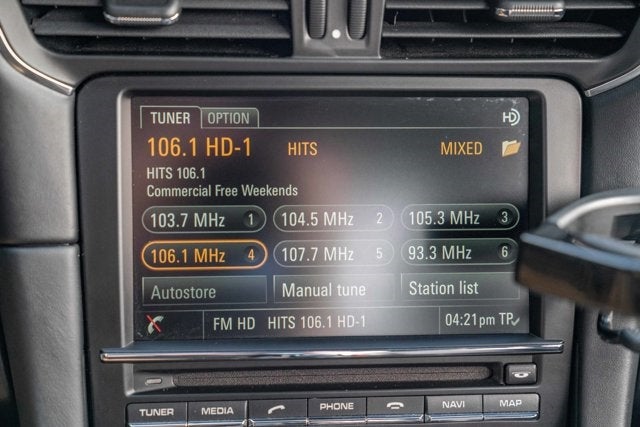 TUNER OPTION HD
106.1 HD-1 HITS MIXED
HITS 106.1
Commercial Free Weekends
103.7 MHz 1 104.5 MHz 2 105.3 MHz 3
106.1 MHz 4 107.7 MHz 5 93.3 MHz 6
Autostore Manual tune Station list
FM HD HITS 106.1 HD-1 04:21 pm TP
TUNER MEDIA PHONE NAVI MAP